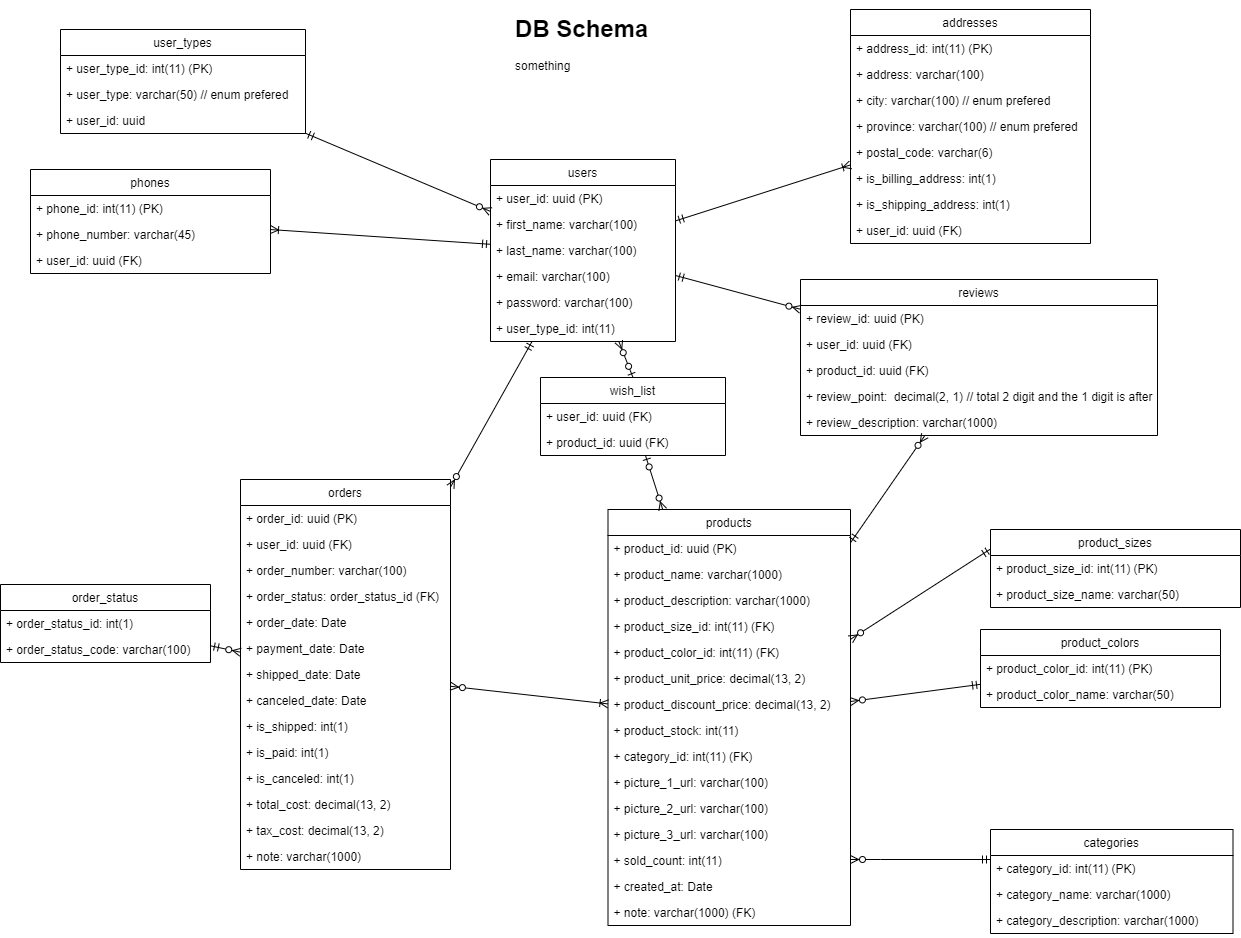 DB Schema
something
user_types
+ user_type_id: int(11) (PK)
+ user_type: varchar(50) // enum prefered
+ user_id: uuid
phones
+ phone_id: int(11) (PK)
+ phone_number: varchar(45)
+ user_id: uuid (FK)
users
+ user_id: uuid (PK)
+ first_name: varchar(100)
+ last_name: varchar(100)
+ email: varchar(100)
+ password: varchar(100)
+ user_type_id: int(11)
addresses
+ address_id: int(11) (PK)
+ address: varchar(100)
+ city: varchar(100) // enum prefered
+ province: varchar(100) // enum prefered
+ postal_code: varchar(6)
+ is_billing_address: int(1)
+ is_shipping_address: int(1)
+ user_id: uuid (FK)
reviews
+ review_id: uuid (PK)
+ user_id: uuid (FK)
+ product_id: uuid (FK)
+ review_point:  decimal(2, 1) // total 2 digit and the 1 digit is after
+ review_description: varchar(1000)
wish_list
+ user_id: uuid (FK)
+ product_id: uuid (FK)
orders
+ order_id: uuid (PK)
+ user_id: uuid (FK)
+ order_number: varchar(100)
+ order_status: order_status_id (FK)
+ order_date: Date
+ payment_date: Date
+ shipped_date: Date
+ canceled_date: Date
+ is_shipped: int(1)
+ is_paid: int(1)
+ is_canceled: int(1)
+ total_cost: decimal(13, 2)
+ tax_cost: decimal(13, 2)
+ note: varchar(1000)
order_status
+ order_status_id: int(1)
+ order_status_code: varchar(100)
products
+ product_id: uuid (PK)
+ product_name: varchar(1000)
+ product_description: varchar(1000)
+ product_size_id: int(11) (FK)
+ product_color_id: int(11) (FK)
+ product_unit_price: decimal(13, 2)
+ product_discount_price: decimal(13, 2)
+ product_stock: int(11)
+ category_id: int(11) (FK)
+ picture_1_url: varchar(100)
+ picture_2_url: varchar(100)
+ picture_3_url: varchar(100)
+ sold_count: int(11)
+ created_at: Date
+ note: varchar(1000) (FK)
product_sizes
+ product_size_id: int(11) (PK)
+ product_size_name: varchar(50)
product_colors
+ product_color_id: int(11) (PK)
+ product_color_name: varchar(50)
categories
+ category_id: int(11) (PK)
+ category_name: varchar(1000)
+ category_description: varchar(1000)